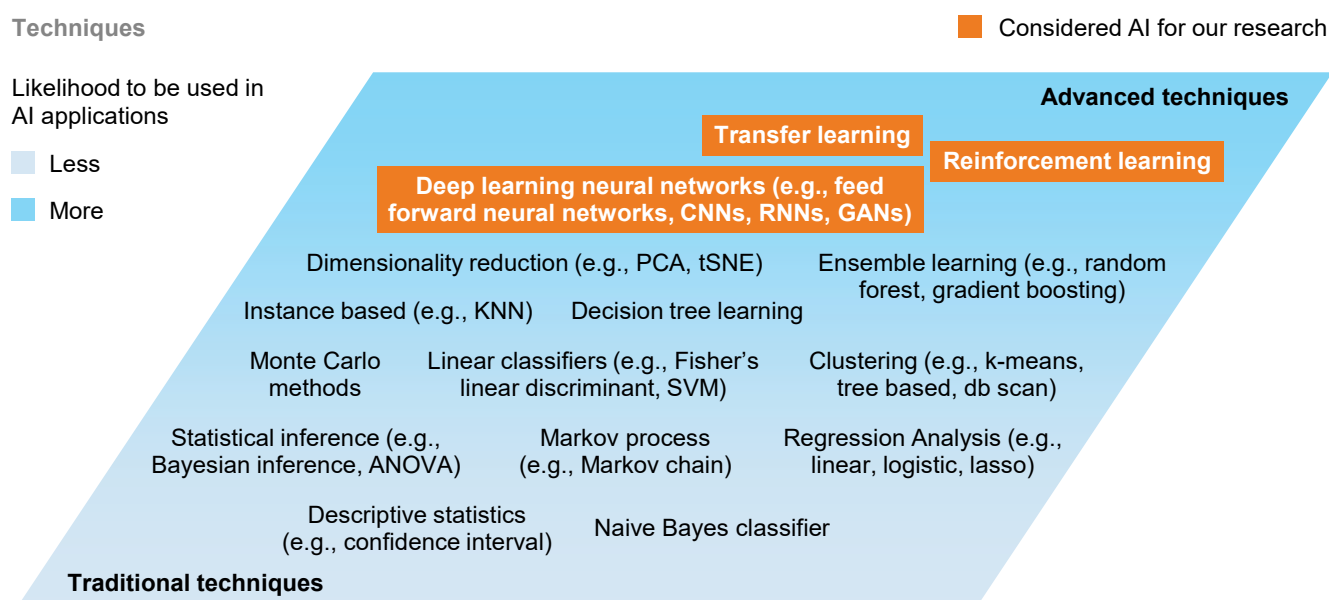 Techniques
Considered AI for our research
Likelihood to be used in
AI applications
Less
More
Advanced techniques
Transfer learning
Reinforcement learning
Deep learning neural networks (e.g., feed
forward neural networks, CNNs, RNNs, GANs)
Dimensionality reduction (e.g., PCA, tSNE)
Ensemble learning (e.g., random
forest, gradient boosting)
Instance based (e.g., KNN)
Decision tree learning
Monte Carlo
methods
Linear classifiers (e.g., Fisher’s
linear discriminant, SVM)
Clustering (e.g., k-means,
tree based, db scan)
Statistical inference (e.g.,
Bayesian inference, ANOVA)
Markov process
(e.g., Markov chain)
Regression Analysis (e.g.,
linear, logistic, lasso)
Descriptive statistics
(e.g., confidence interval)
Naive Bayes classifier
Traditional techniques